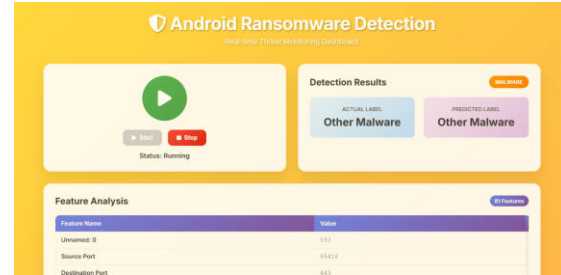 Android Ransomware Detection
Real-time Threat Monitoring Dashboard
Start
Stop
Status: Running
Detection Results
MALWARE
ACTUAL LABEL
Other Malware
PREDICTED LABEL
Other Malware
Feature Analysis
81 Features
Feature Name Value
Unnamed: 0 593
Source Port
Destination Port 443